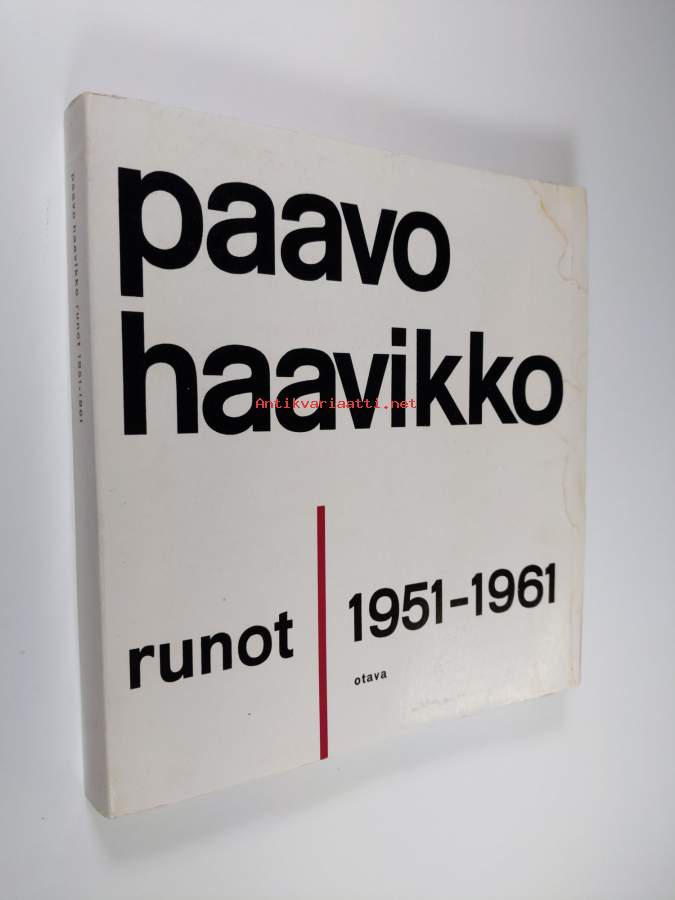 paavo
haavikko
runot
1951-1961
otava
paavo haavikko runot 1951-1961
Antikvariaatti.net